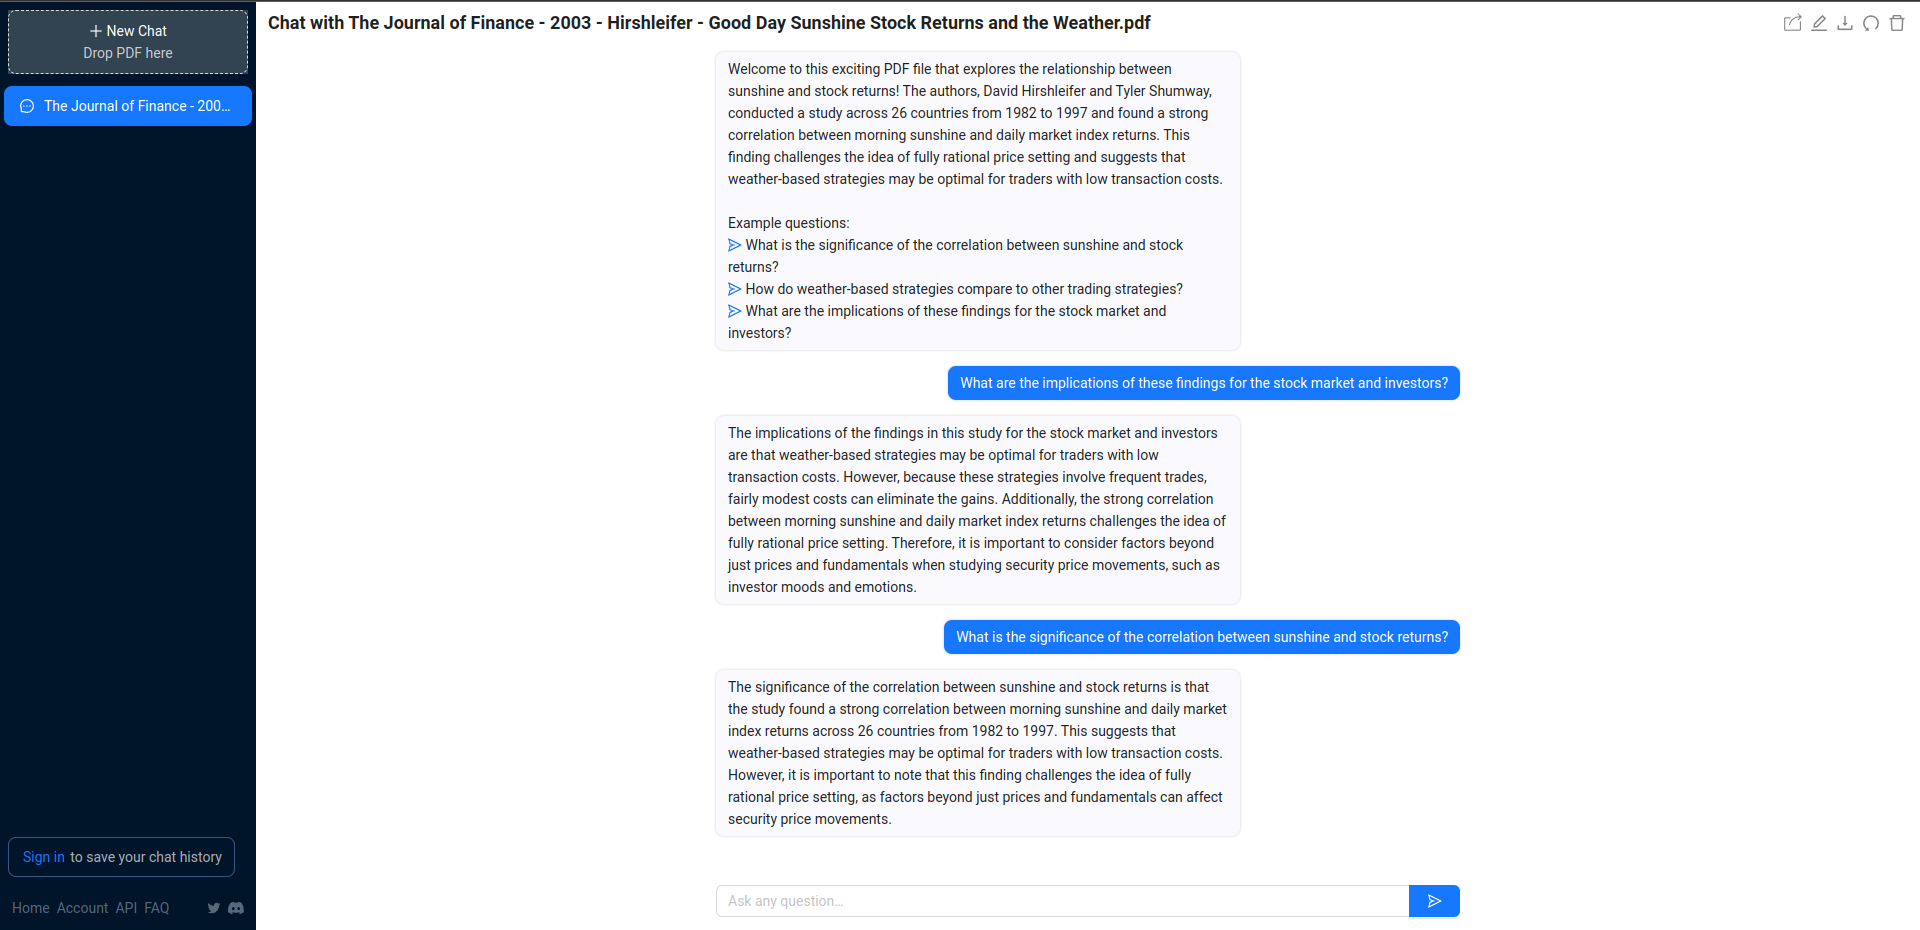 New Chat
Drop PDF here
The Journal of Finance - 200...
Sign in to save your chat history
Home Account API FAQ
Chat with The Journal of Finance - 2003 - Hirshleifer - Good Day Sunshine Stock Returns and the Weather.pdf
Welcome to this exciting PDF file that explores the relationship between
sunshine and stock returns! The authors, David Hirshleifer and Tyler Shumway,
conducted a study across 26 countries from 1982 to 1997 and found a strong
correlation between morning sunshine and daily market index returns. This
finding challenges the idea of fully rational price setting and suggests that
weather-based strategies may be optimal for traders with low transaction costs.
Example questions:
What is the significance of the correlation between sunshine and stock
returns?
How do weather-based strategies compare to other trading strategies?
What are the implications of these findings for the stock market and
investors?
What are the implications of these findings for the stock market and investors?
The implications of the findings in this study for the stock market and investors
are that weather-based strategies may be optimal for traders with low
transaction costs. However, because these strategies involve frequent trades,
fairly modest costs can eliminate the gains. Additionally, the strong correlation
between morning sunshine and daily market index returns challenges the idea of
fully rational price setting. Therefore, it is important to consider factors beyond
just prices and fundamentals when studying security price movements, such as
investor moods and emotions.
What is the significance of the correlation between sunshine and stock returns?
The significance of the correlation between sunshine and stock returns is that
the study found a strong correlation between morning sunshine and daily market
index returns across 26 countries from 1982 to 1997. This suggests that
weather-based strategies may be optimal for traders with low transaction costs.
However, it is important to note that this finding challenges the idea of fully
rational price setting, as factors beyond just prices and fundamentals can affect
security price movements.
Ask any question...